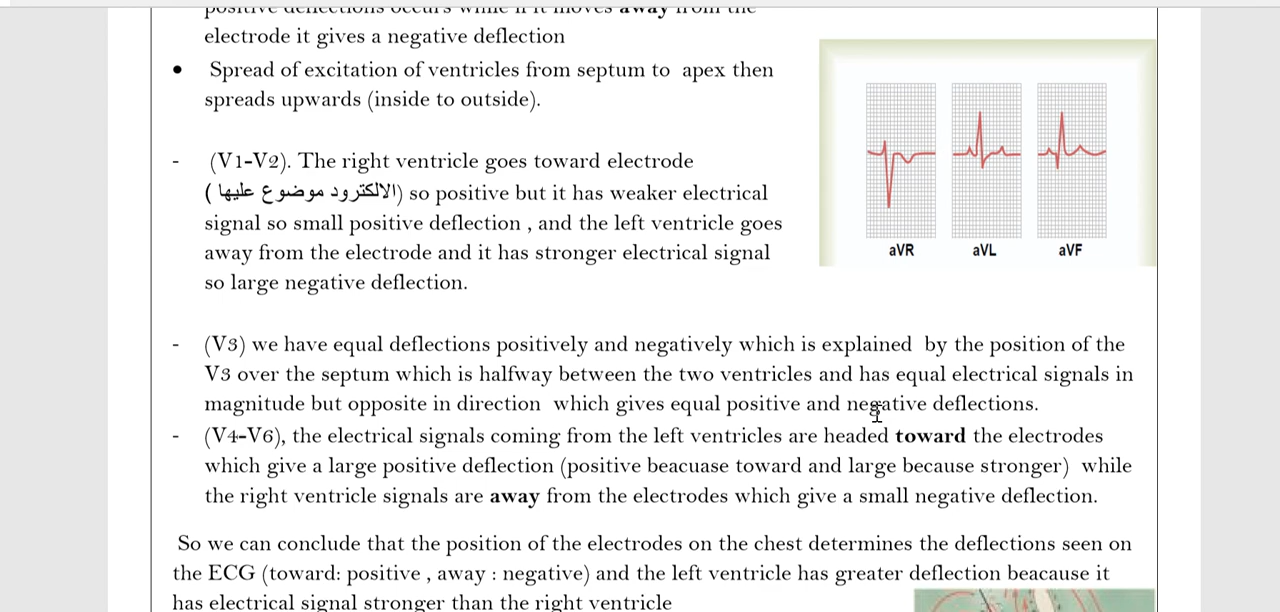 positive deflections occurs while if it moves away from the
electrode it gives a negative deflection
• Spread of excitation of ventricles from septum to apex then
spreads upwards (inside to outside).
- (V1-V2). The right ventricle goes toward electrode
(الالكترود موضوع عليها) so positive but it has weaker electrical
signal so small positive deflection , and the left ventricle goes
away from the electrode and it has stronger electrical signal
so large negative deflection.
aVR aVL aVF
- (V3) we have equal deflections positively and negatively which is explained by the position of the
V3 over the septum which is halfway between the two ventricles and has equal electrical signals in
magnitude but opposite in direction which gives equal positive and negative deflections.
- (V4-V6), the electrical signals coming from the left ventricles are headed toward the electrodes
which give a large positive deflection (positive beacuase toward and large because stronger) while
the right ventricle signals are away from the electrodes which give a small negative deflection.
So we can conclude that the position of the electrodes on the chest determines the deflections seen on
the ECG (toward: positive , away : negative) and the left ventricle has greater deflection beacause it
has electrical signal stronger than the right ventricle